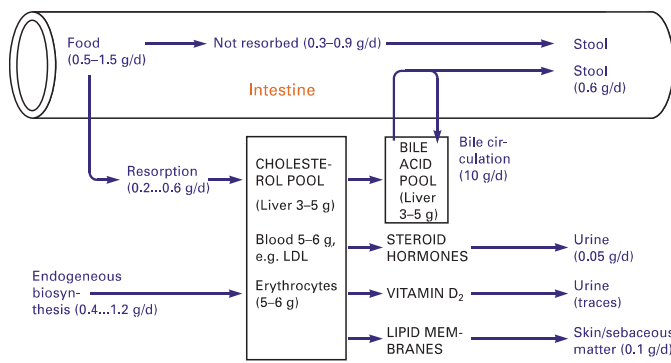 Food
(0.5–1.5 g/d)
Not resorbed (0.3–0.9 g/d)
Stool
Stool
(0.6 g/d)
Intestine
Resorption
(0.2...0.6 g/d)
CHOLESTE-
ROL POOL
(Liver 3–5 g)
BILE
ACID
POOL
(Liver
3–5 g)
Bile cir-
culation
(10 g/d)
Blood 5–6 g,
e.g. LDL
STEROID
HORMONES
Urine
(0.05 g/d)
Endogeneous
biosyn-
thesis (0.4...1.2 g/d)
Erythrocytes
(5–6 g)
VITAMIN D₂
Urine
(traces)
LIPID MEM-
BRANES
Skin/sebaceous
matter (0.1 g/d)